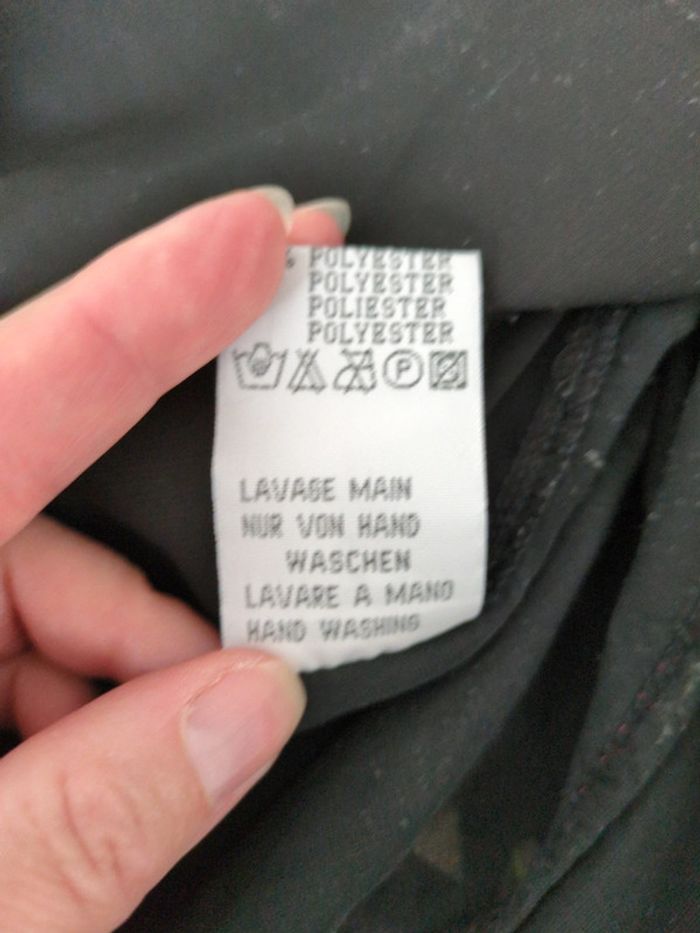 % POLYESTER
POLYESTER
POLIESTER
POLYESTER
P
LAVAGE MAIN
NUR VON HAND
WASCHEN
LAVARE A MANO
HAND WASHING